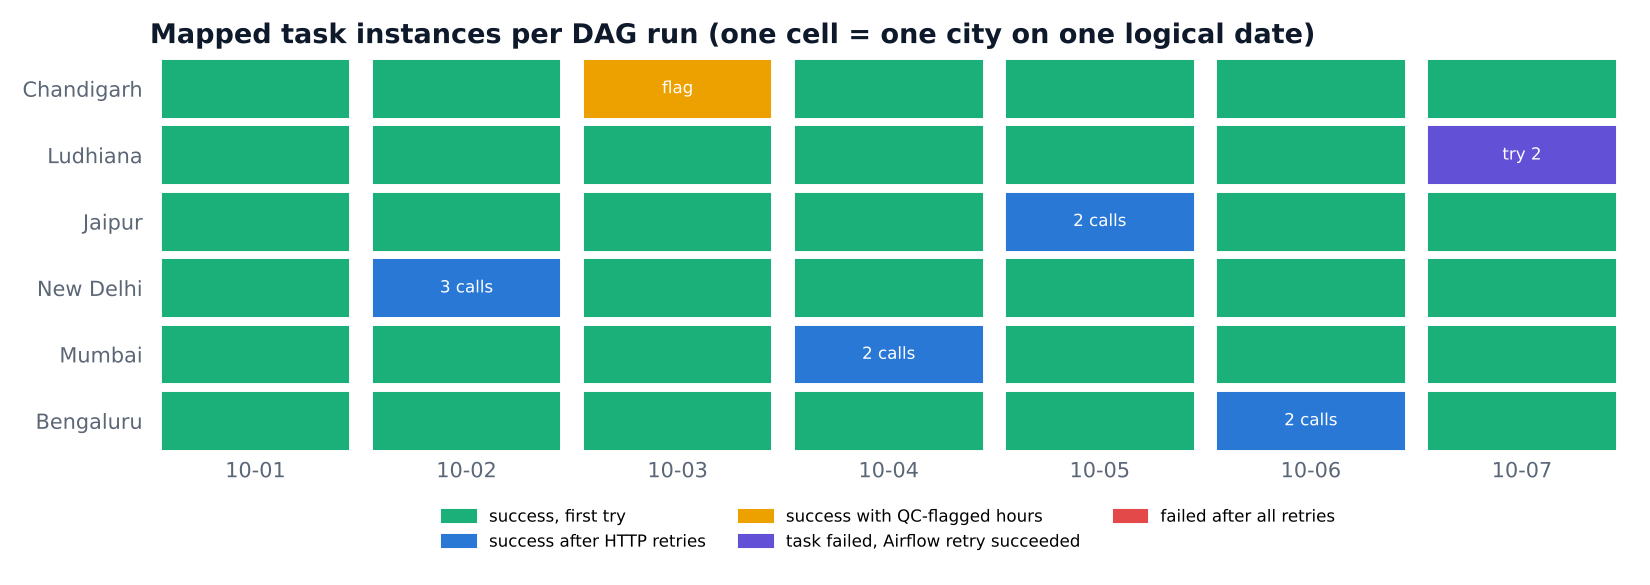 Mapped task instances per DAG run (one cell = one city on one logical date)
Chandigarh
flag
Ludhiana
try 2
Jaipur
2 calls
New Delhi
3 calls
Mumbai
2 calls
Bengaluru
2 calls
10-01 10-02 10-03 10-04 10-05 10-06 10-07
success, first try
success after HTTP retries
success with QC-flagged hours
task failed, Airflow retry succeeded
failed after all retries